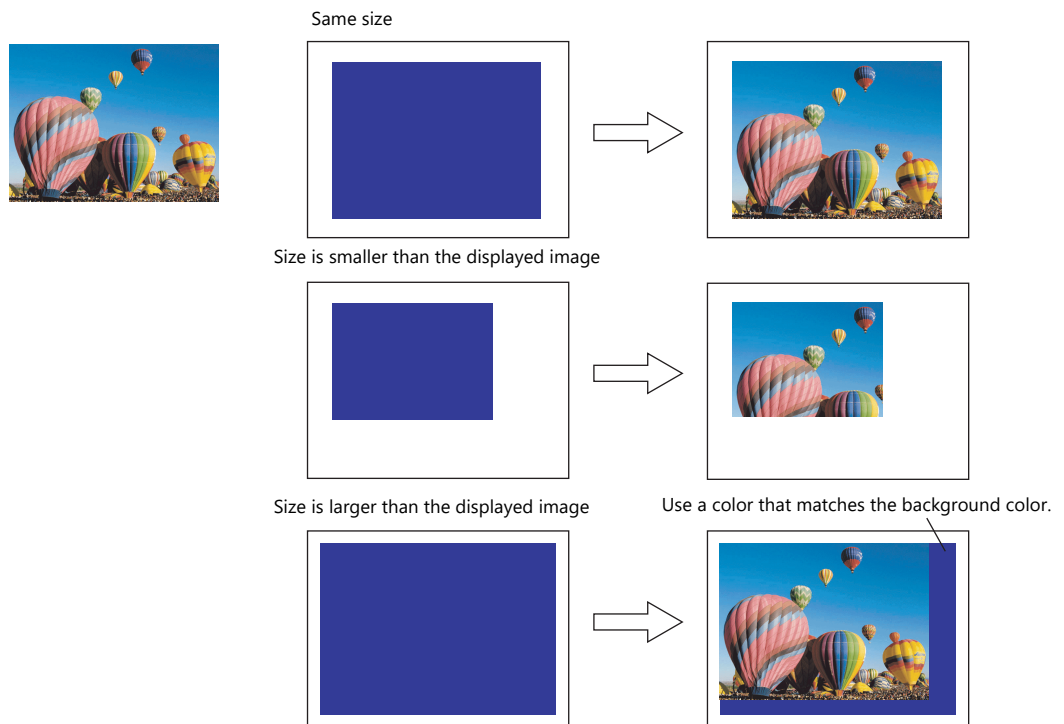 Same size
Size is smaller than the displayed image
Size is larger than the displayed image
Use a color that matches the background color.